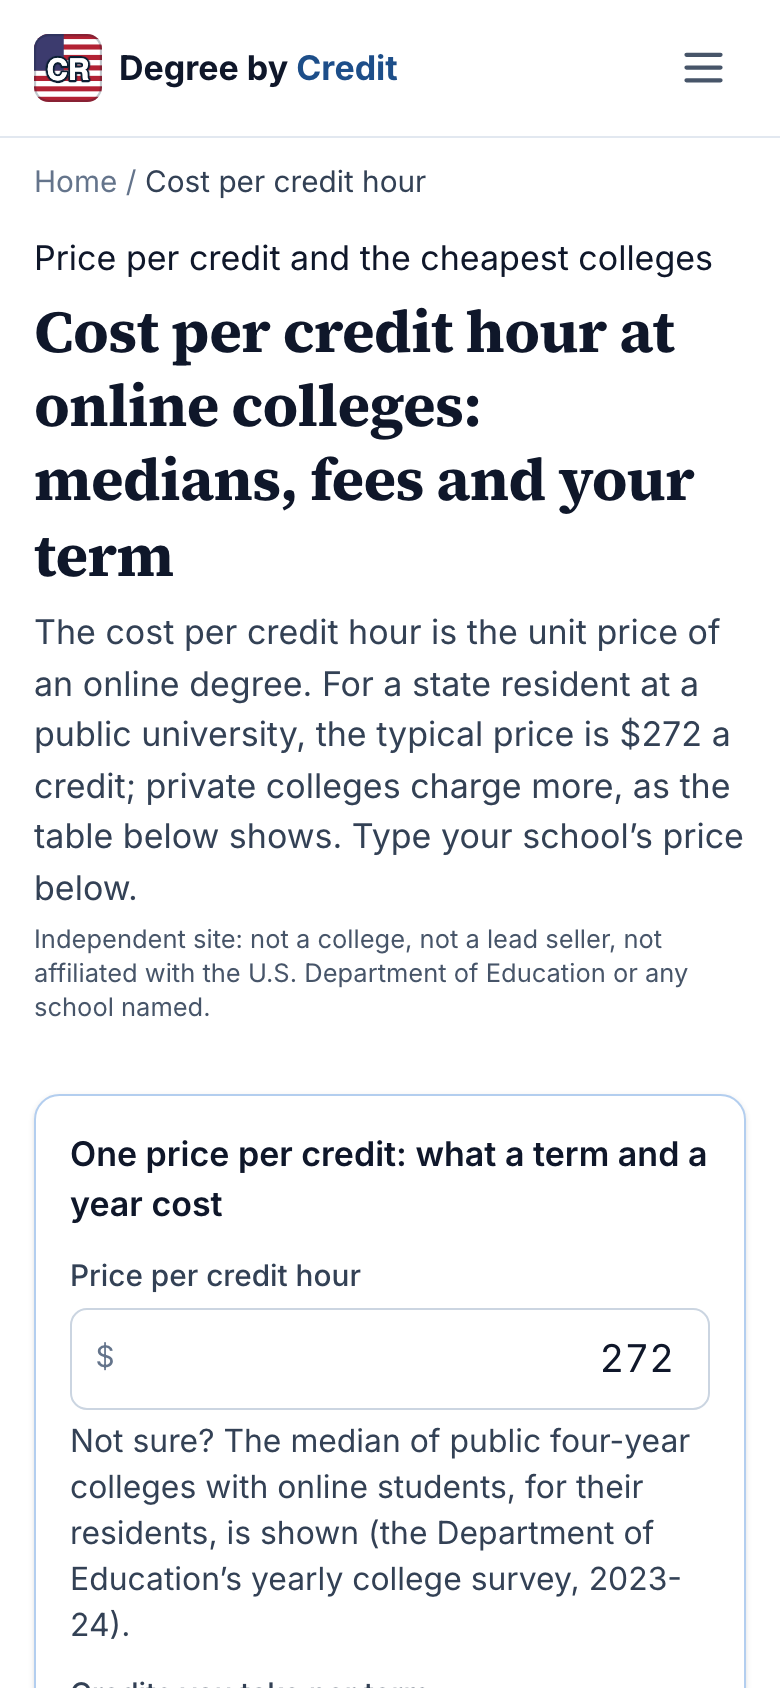 CR Degree by Credit
Home / Cost per credit hour
Price per credit and the cheapest colleges
Cost per credit hour at
online colleges:
medians, fees and your
term
The cost per credit hour is the unit price of
an online degree. For a state resident at a
public university, the typical price is $272 a
credit; private colleges charge more, as the
table below shows. Type your school’s price
below.
Independent site: not a college, not a lead seller, not
affiliated with the U.S. Department of Education or any
school named.
One price per credit: what a term and a
year cost
Price per credit hour
$ 272
Not sure? The median of public four-year
colleges with online students, for their
residents, is shown (the Department of
Education’s yearly college survey, 2023-
24).